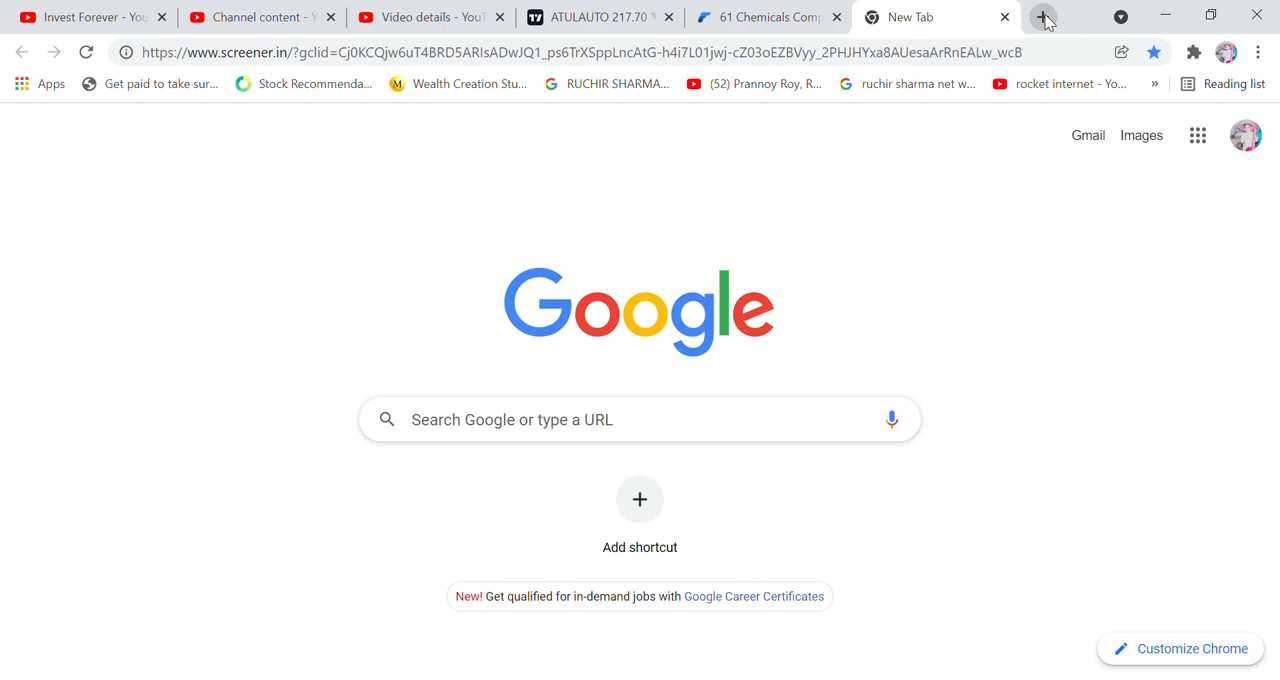 Invest Forever - You
Channel content - Y
Video details - YouT
ATULAUTO 217.70
61 Chemicals Comp
New Tab
https://www.screener.in/?gclid=Cj0KCQjw6uT4BRD5ARIsADwJQ1_ps6TrXSppLncAtG-h4i7L01jwj-cZ03oEZBVyy_2PHJHYxa8AUesaArRnEALw_wcB
Apps
Get paid to take sur...
Stock Recommenda...
Wealth Creation Stu...
RUCHIR SHARMA...
(52) Prannoy Roy, R...
ruchir sharma net w...
rocket internet - Yo...
»
Reading list
Gmail
Images
Google
Search Google or type a URL
Add shortcut
New! Get qualified for in-demand jobs with Google Career Certificates
Customize Chrome